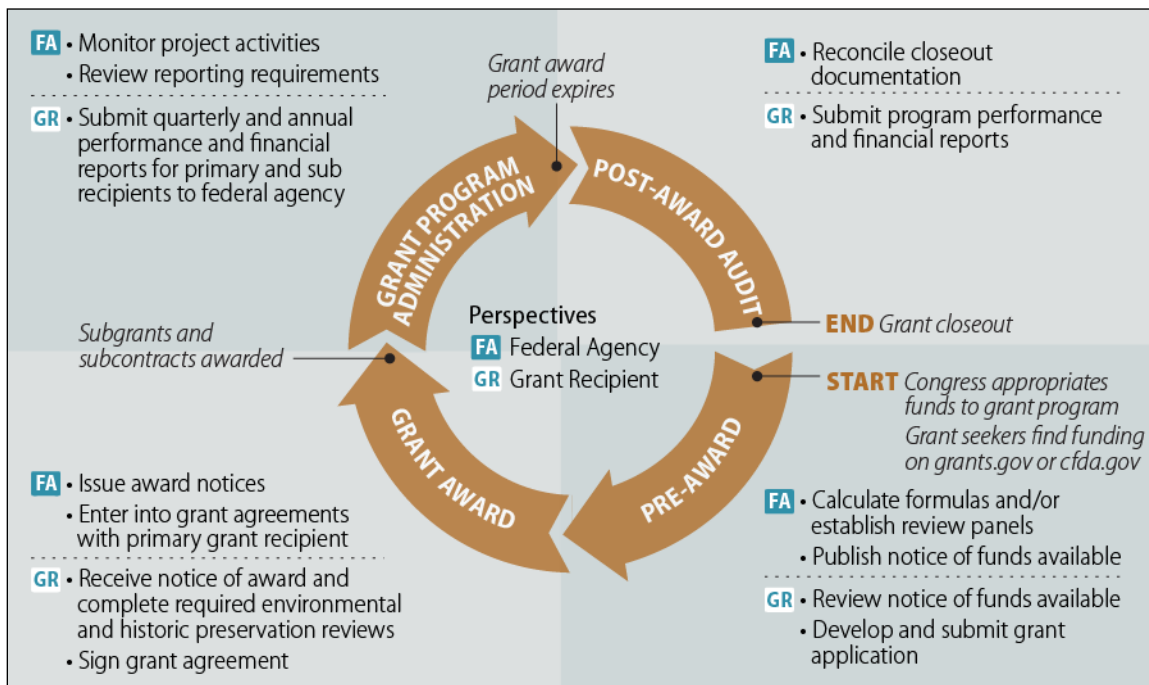 FA • Monitor project activities
• Review reporting requirements
GR • Submit quarterly and annual
performance and financial
reports for primary and sub
recipients to federal agency
Grant award
period expires
FA • Reconcile closeout
documentation
GR • Submit program performance
and financial reports
GRANT PROGRAM
ADMINISTRATION
POST-AWARD AUDIT
Perspectives
FA Federal Agency
GR Grant Recipient
Subgrants and
subcontracts awarded
END Grant closeout
START Congress appropriates
funds to grant program
Grant seekers find funding
on grants.gov or cfda.gov
GRANT AWARD
PRE-AWARD
FA • Issue award notices
• Enter into grant agreements
with primary grant recipient
GR • Receive notice of award and
complete required environmental
and historic preservation reviews
• Sign grant agreement
FA • Calculate formulas and/or
establish review panels
• Publish notice of funds available
GR • Review notice of funds available
• Develop and submit grant
application